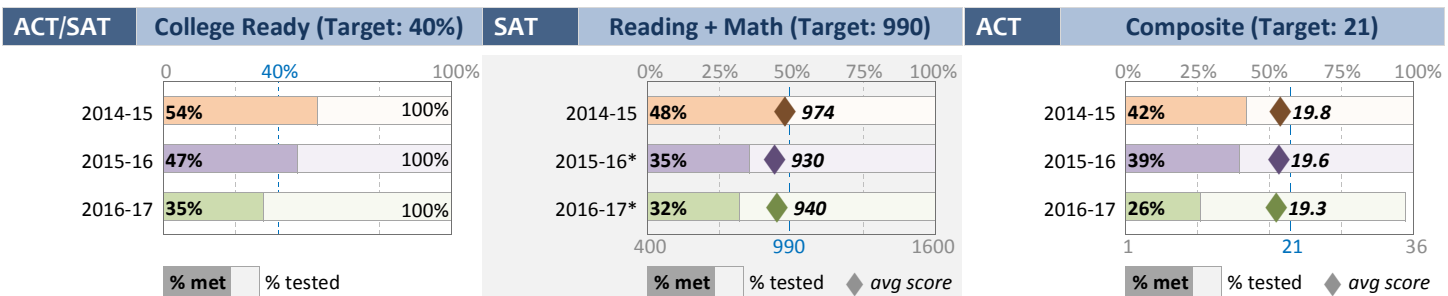 ACT/SAT College Ready (Target: 40%)
0 40% 100%
2014-15 54% 100%
2015-16 47% 100%
2016-17 35% 100%
% met % tested
SAT Reading + Math (Target: 990)
0% 25% 50% 75% 100%
2014-15 48% 974
2015-16* 35% 930
2016-17* 32% 940
400 990 1600
% met % tested avg score
ACT Composite (Target: 21)
0% 25% 50% 75% 100%
2014-15 42% 19.8
2015-16 39% 19.6
2016-17 26% 19.3
1 21 36
% met % tested avg score